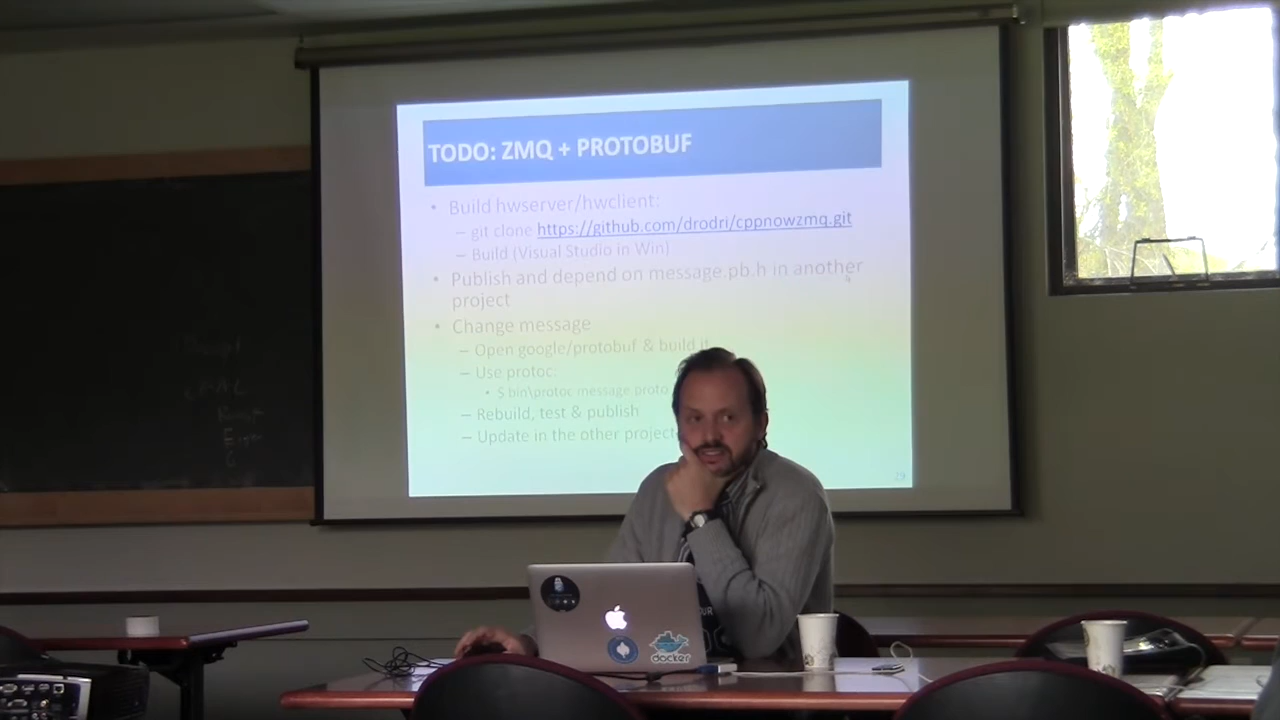 TODO: ZMQ + PROTOBUF
• Build hwserver/hwclient:
– git clone https://github.com/drodri/cppnowzmq.git
– Build (Visual Studio in Win)
• Publish and depend on message.pb.h in another
project
• Change message
– Open google/protobuf & build it
– Use protoc:
• $ bin\protoc message.proto
– Rebuild, test & publish
– Update in the other project
29
docker